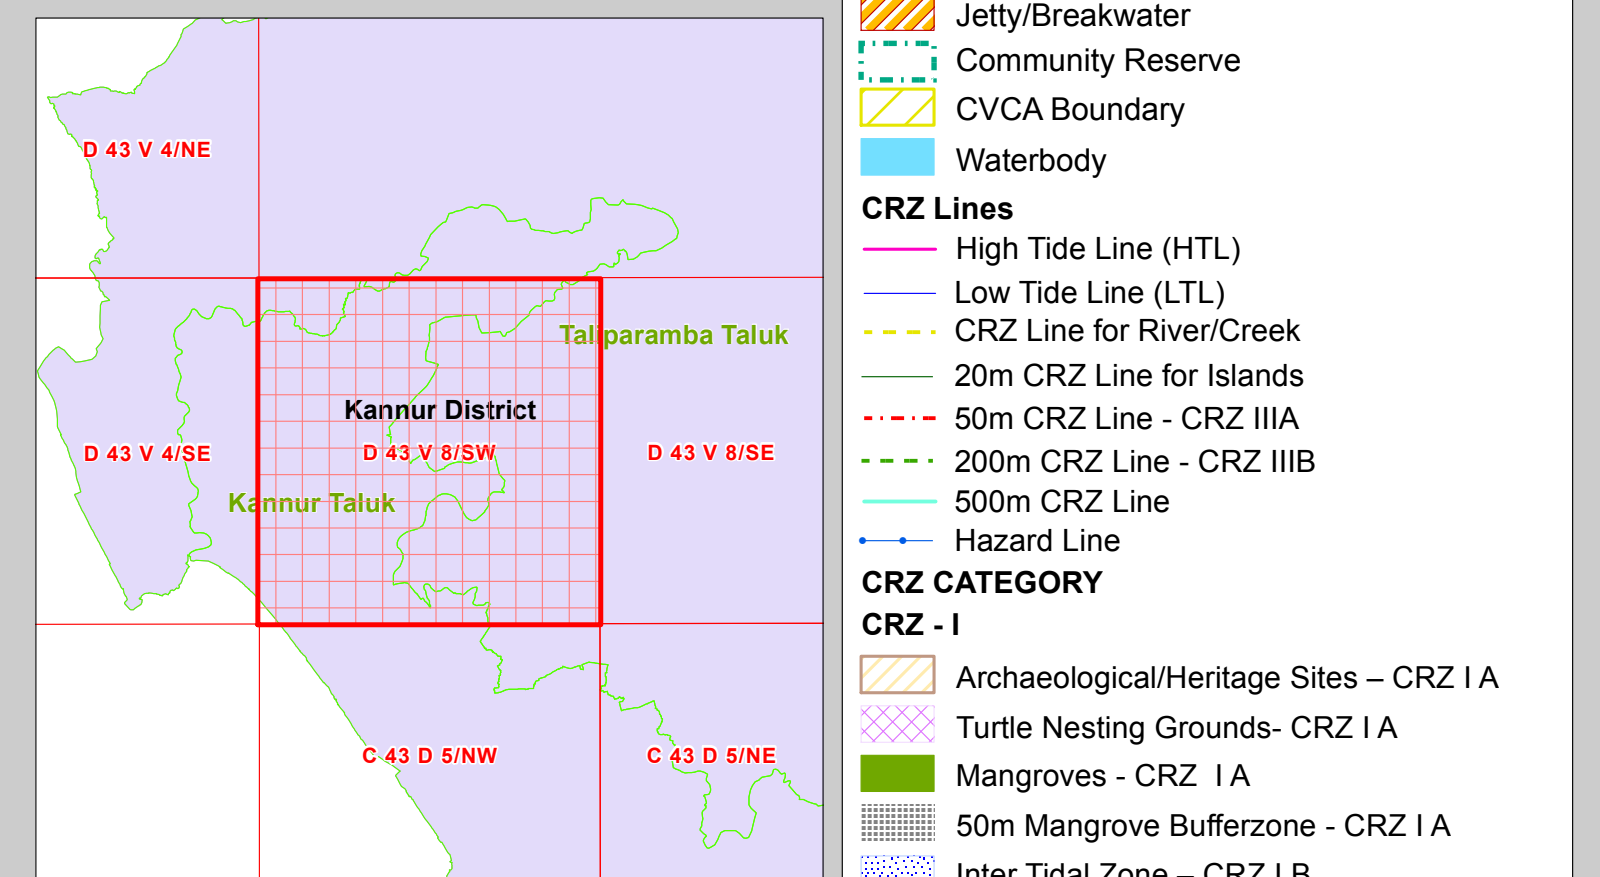 D 43 V 4/NE
Taliparamba Taluk
Kannur District
D 43 V 4/SE
D 43 V 8/SW
D 43 V 8/SE
Kannur Taluk
C 43 D 5/NW
C 43 D 5/NE
Jetty/Breakwater
Community Reserve
CVCA Boundary
Waterbody
CRZ Lines
High Tide Line (HTL)
Low Tide Line (LTL)
CRZ Line for River/Creek
20m CRZ Line for Islands
50m CRZ Line - CRZ IIIA
200m CRZ Line - CRZ IIIB
500m CRZ Line
Hazard Line
CRZ CATEGORY
CRZ - I
Archaeological/Heritage Sites – CRZ I A
Turtle Nesting Grounds- CRZ I A
Mangroves - CRZ I A
50m Mangrove Bufferzone - CRZ I A
Inter Tidal Zone – CRZ I B